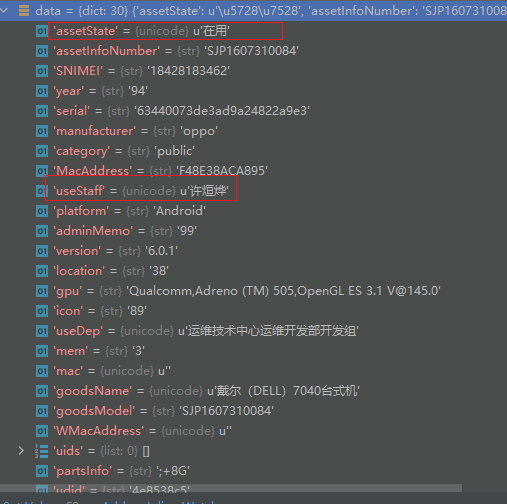 data = {dict: 30} {'assetState': u'\u5728\u7528', 'assetInfoNumber': 'SJP1607310084
01 'assetState' = {unicode} u'在用'
01 'assetInfoNumber' = {str} 'SJP1607310084'
01 'SNIMEI' = {str} '18428183462'
01 'year' = {str} '94'
01 'serial' = {str} '63440073de3ad9a24822a9e3'
01 'manufacturer' = {str} 'oppo'
01 'category' = {str} 'public'
01 'MacAddress' = {str} 'F48E38ACA895'
01 'useStaff' = {unicode} u'许烜烨'
01 'platform' = {str} 'Android'
01 'adminMemo' = {str} '99'
01 'version' = {str} '6.0.1'
01 'location' = {str} '38'
01 'gpu' = {str} 'Qualcomm,Adreno (TM) 505,OpenGL ES 3.1 V@145.0'
01 'icon' = {str} '89'
01 'useDep' = {unicode} u'运维技术中心运维开发部开发组'
01 'mem' = {str} '3'
01 'mac' = {unicode} u''
01 'goodsName' = {unicode} u'戴尔（DELL）7040台式机'
01 'goodsModel' = {str} 'SJP1607310084'
01 'WMacAddress' = {unicode} u''
'uids' = {list: 0} []
01 'partsInfo' = {str} ';+8G'
01 'udid' = {str} '4e8538c5'